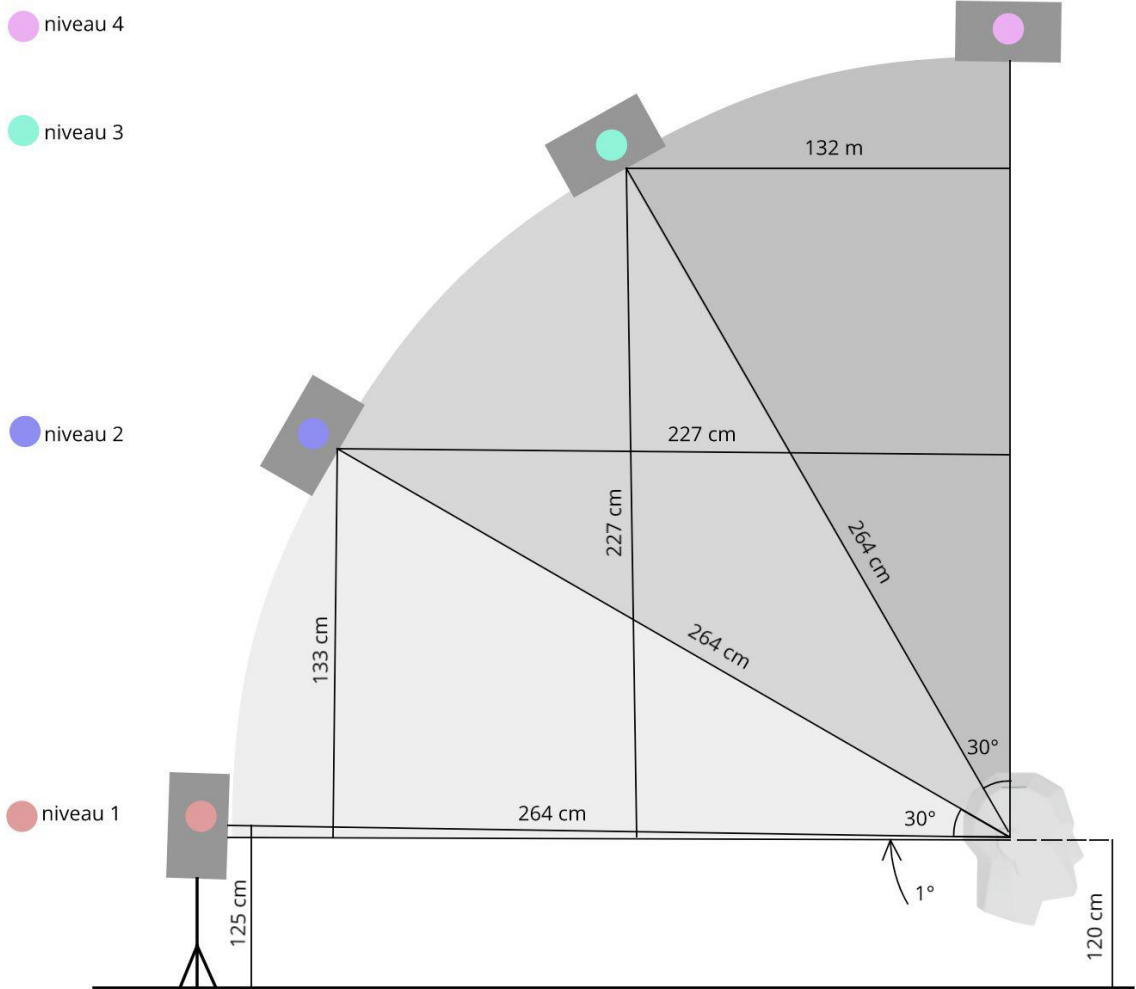 niveau 4
niveau 3
132 m
niveau 2
227 cm
227 cm
264 cm
264 cm
133 cm
30°
niveau 1
264 cm
30°
1°
125 cm
120 cm